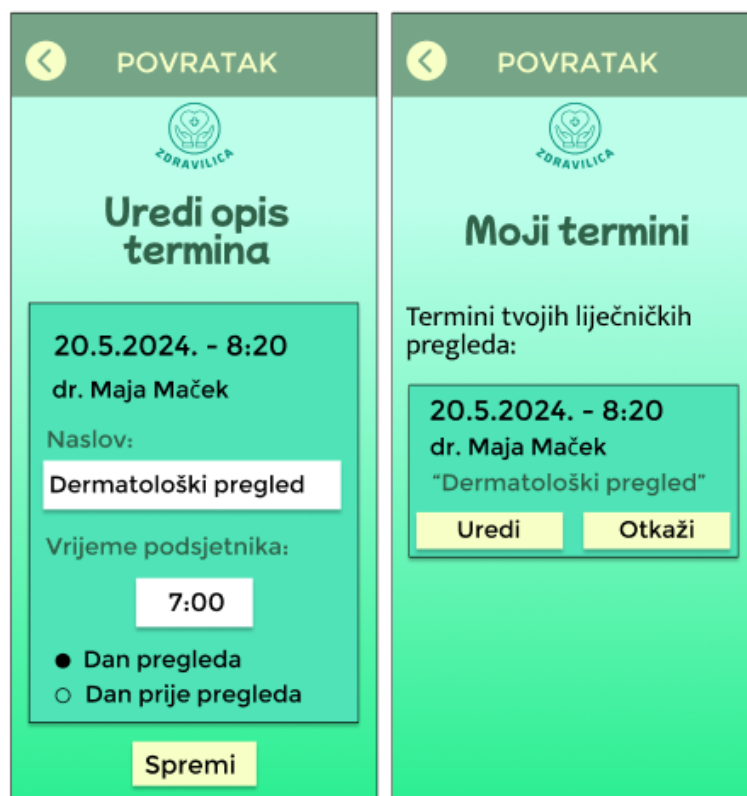 POVRATAK
ZDRAVILICA
Uredi opis
termina
20.5.2024. - 8:20
dr. Maja Maček
Naslov:
Dermatološki pregled
Vrijeme podsjetnika:
7:00
Dan pregleda
Dan prije pregleda
Spremi
POVRATAK
ZDRAVILICA
Moji termini
Termini tvojih liječničkih
pregleda:
20.5.2024. - 8:20
dr. Maja Maček
“Dermatološki pregled”
Uredi
Otkaži